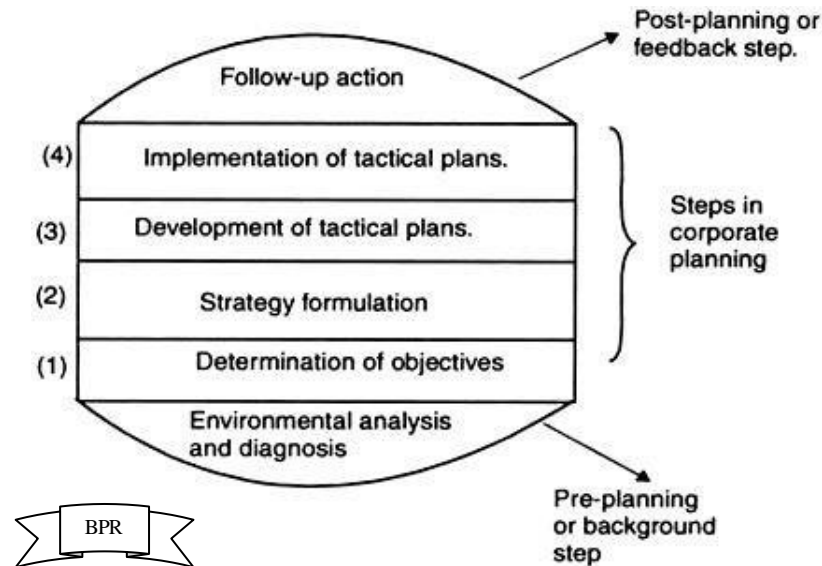 Post-planning or
feedback step.
Follow-up action
(4)
Implementation of tactical plans.
(3)
Development of tactical plans.
Steps in
corporate
planning
(2)
Strategy formulation
(1)
Determination of objectives
Environmental analysis
and diagnosis
Pre-planning
or background
step
BPR